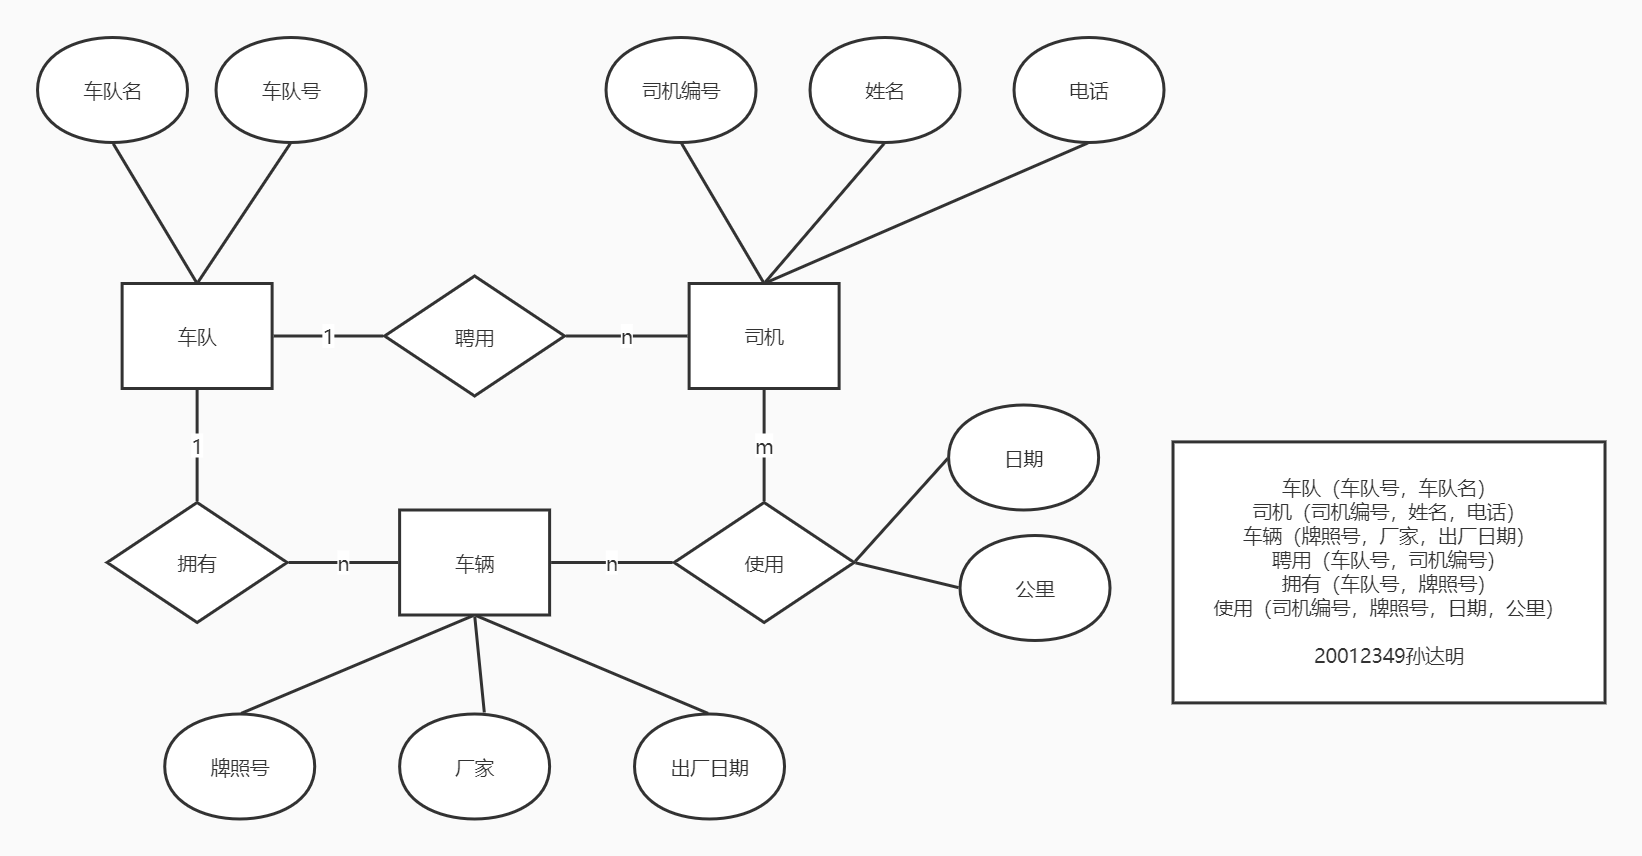 车队名
车队号
司机编号
姓名
电话
车队
1
聘用
n
司机
1
m
日期
拥有
n
车辆
n
使用
公里
牌照号
厂家
出厂日期
车队（车队号，车队名）
司机（司机编号，姓名，电话）
车辆（牌照号，厂家，出厂日期）
聘用（车队号，司机编号）
拥有（车队号，牌照号）
使用（司机编号，牌照号，日期，公里）
20012349孙达明